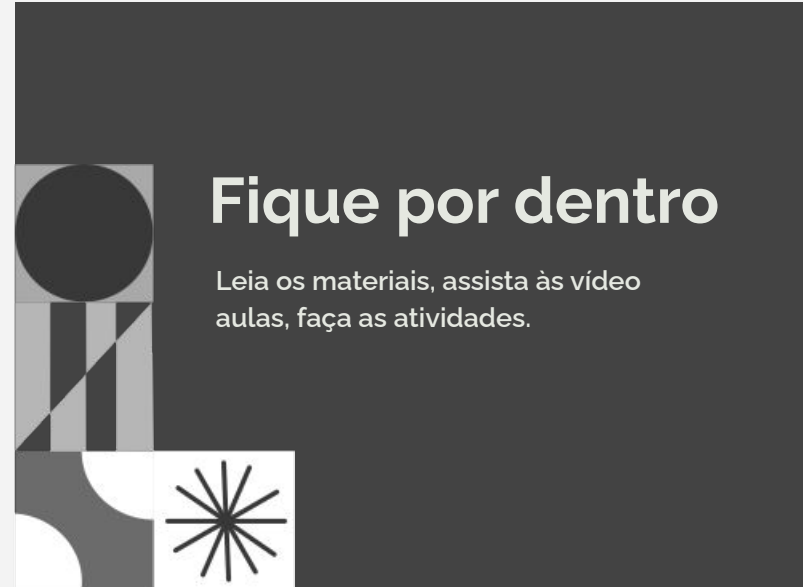 Fique por dentro
Leia os materiais, assista às vídeo
aulas, faça as atividades.